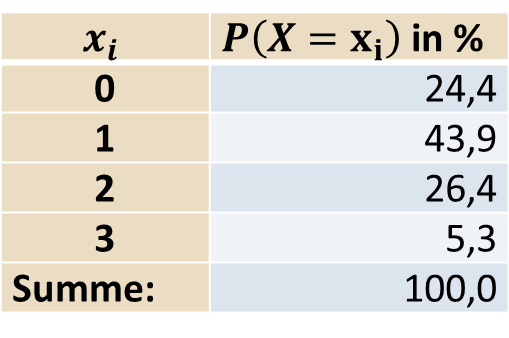 xᵢ P(X = xᵢ) in %
0 24,4
1 43,9
2 26,4
3 5,3
Summe: 100,0